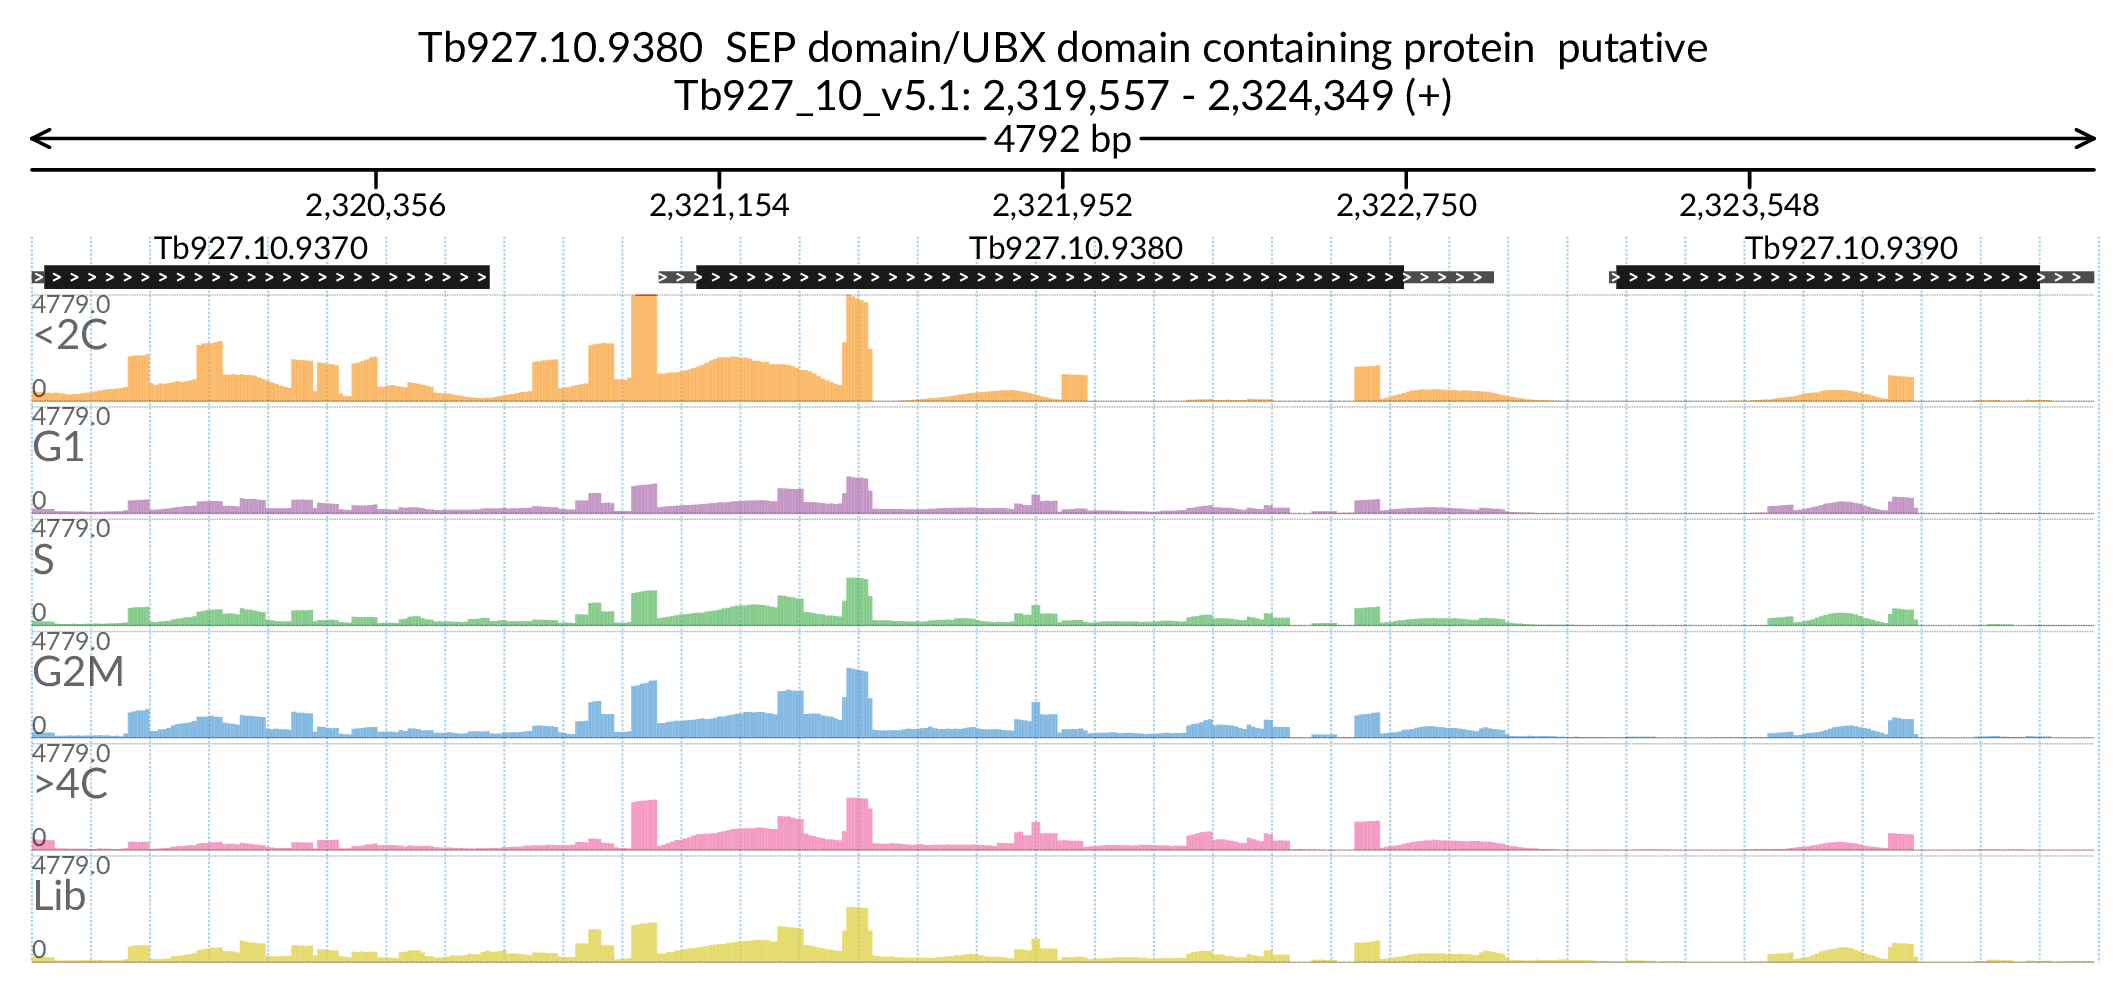 Tb927.10.9380  SEP domain/UBX domain containing protein  putative
Tb927_10_v5.1: 2,319,557 - 2,324,349 (+)
4792 bp
2,320,356 2,321,154 2,321,952 2,322,750 2,323,548
Tb927.10.9370 Tb927.10.9380 Tb927.10.9390
4779.0
<2C
0
4779.0
G1
0
4779.0
S
0
4779.0
G2M
0
4779.0
>4C
0
4779.0
Lib
0